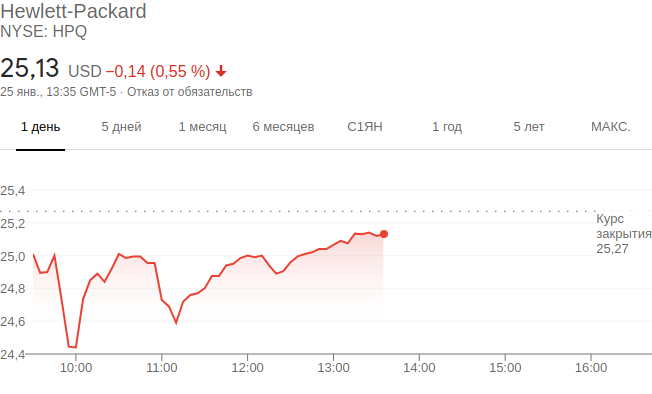 Hewlett-Packard
NYSE: HPQ
25,13 USD −0,14 (0,55 %)
25 янв., 13:35 GMT-5 · Отказ от обязательств
1 день 5 дней 1 месяц 6 месяцев С1ЯН 1 год 5 лет МАКС.
25,4
25,2
25,0
24,8
24,6
24,4
Курс
закрытия
25,27
10:00 11:00 12:00 13:00 14:00 15:00 16:00